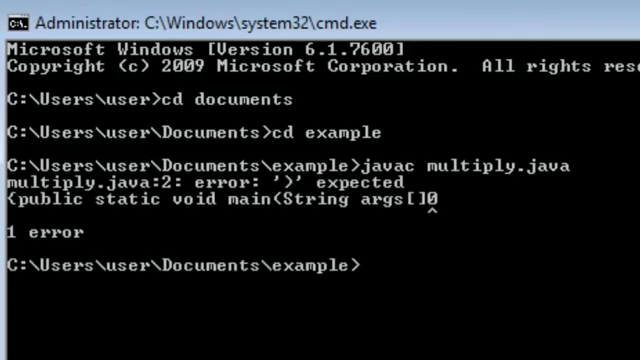 Administrator: C:\Windows\system32\cmd.exe
Microsoft Windows [Version 6.1.7600]
Copyright (c) 2009 Microsoft Corporation.  All rights rese
C:\Users\user>cd documents
C:\Users\user\Documents>cd example
C:\Users\user\Documents\example>javac multiply.java
multiply.java:2: error: ')' expected
{public static void main(String args[]0
^
1 error
C:\Users\user\Documents\example>